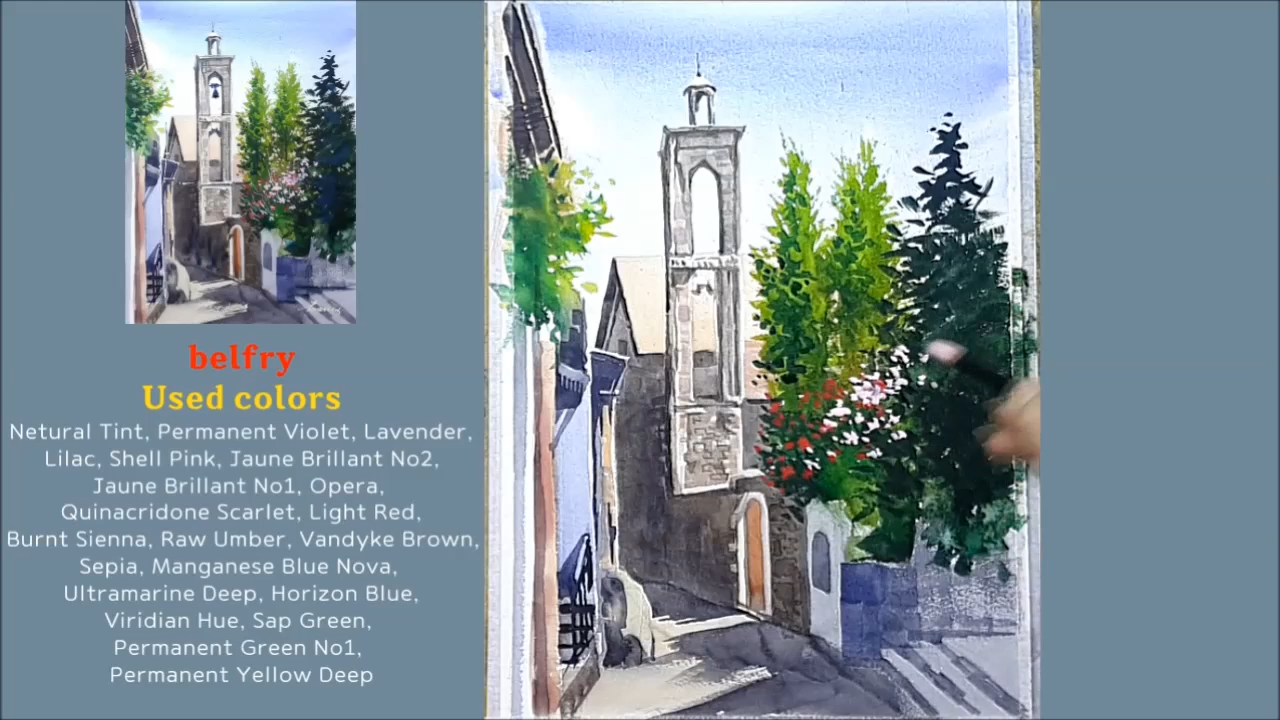 belfry
Used colors
Netural Tint, Permanent Violet, Lavender,
Lilac, Shell Pink, Jaune Brillant No2,
Jaune Brillant No1, Opera,
Quinacridone Scarlet, Light Red,
Burnt Sienna, Raw Umber, Vandyke Brown,
Sepia, Manganese Blue Nova,
Ultramarine Deep, Horizon Blue,
Viridian Hue, Sap Green,
Permanent Green No1,
Permanent Yellow Deep